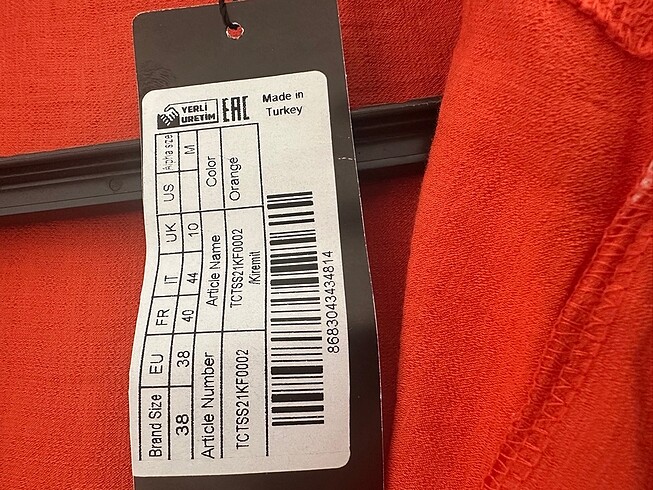 YERLİ
ÜRETİM
EAC
Made in
Turkey
Brand Size EU FR IT UK US Alpha size
38 38 40 44 10 M
Article Number Article Name Color
TCTSS21KF0002 TCTSS21KF0002 Orange
/Kiremit
8683043434814